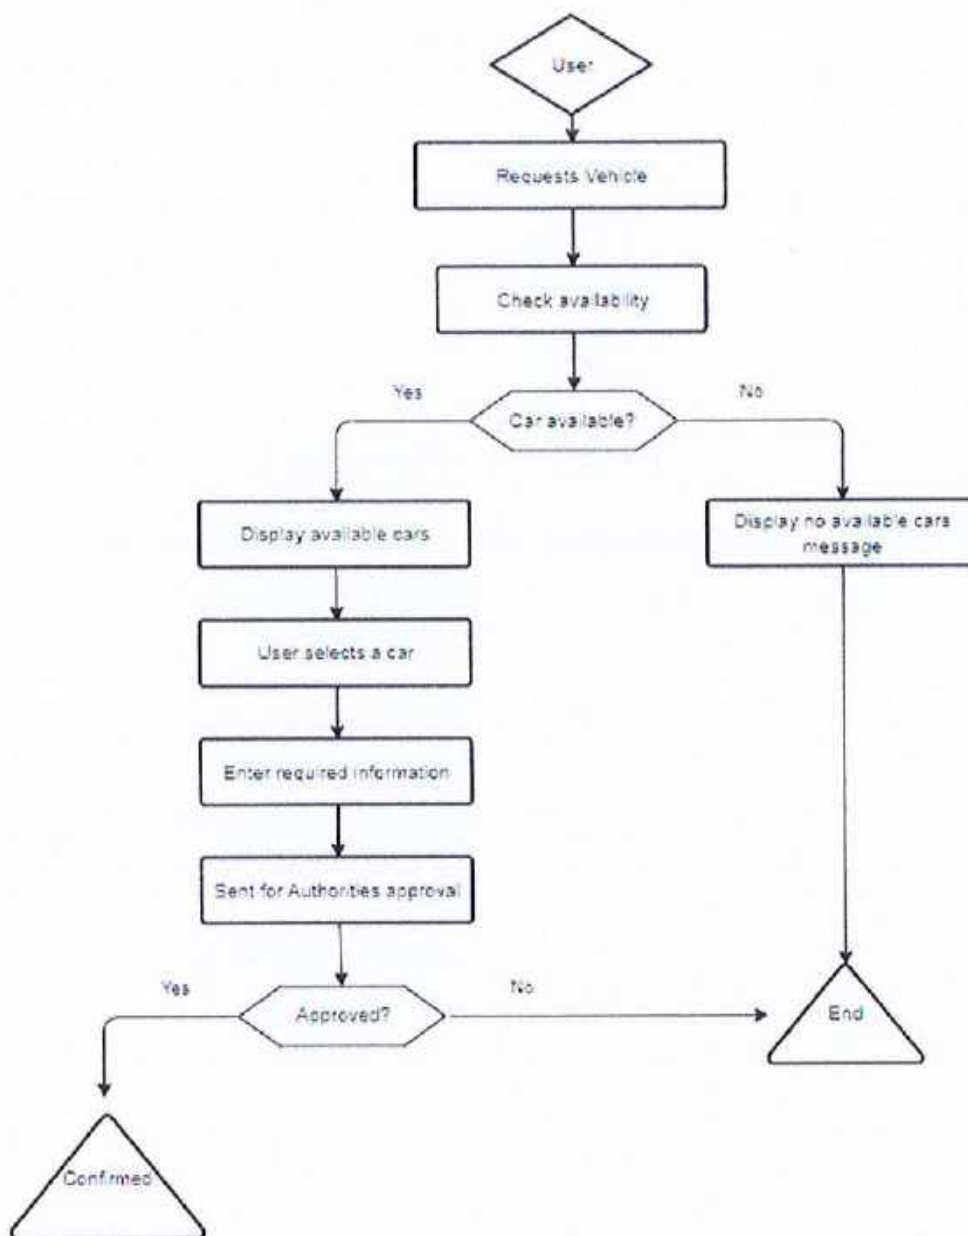 User
Requests Vehicle
Check availability
Yes
No
Car available?
Display available cars
Display no available cars
message
User selects a car
Enter required information
Sent for Authorities approval
Yes
No
Approved?
End
Confirmed